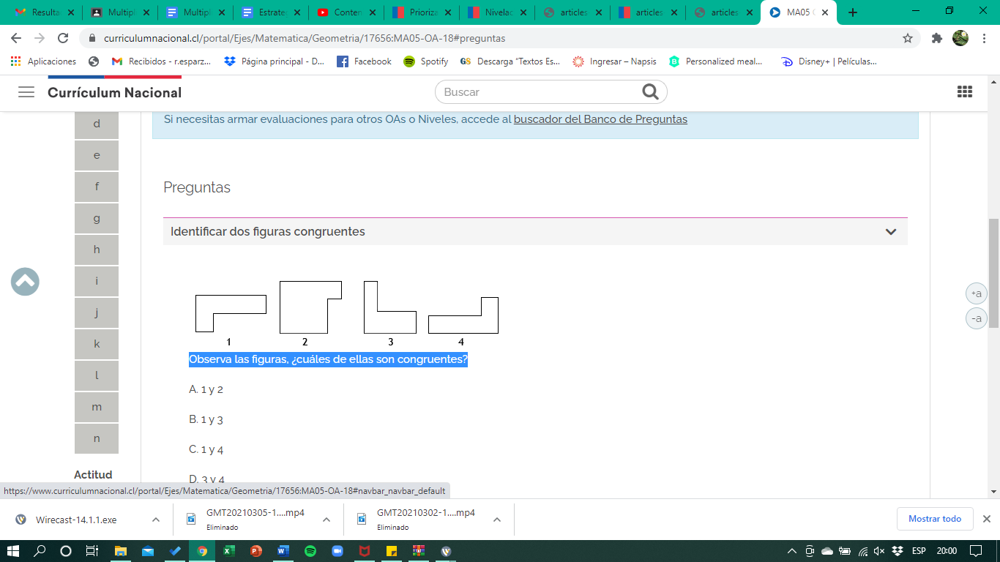 Resulta
Multipl
Multipl
Estrate
Conten
Prioriza
Nivelac
articles
articles
articles
MA05 O
curriculumnacional.cl/portal/Ejes/Matematica/Geometria/17656:MA05-OA-18#preguntas
Aplicaciones
Recibidos - r.esparz...
Página principal - D...
Facebook
Spotify
GS Descarga "Textos Es...
Ingresar – Napsis
Personalized meal...
Disney+ | Películas...
Currículum Nacional
Buscar
Si necesitas armar evaluaciones para otros OAs o Niveles, accede al buscador del Banco de Preguntas
d
e
f
g
h
i
j
k
l
m
n
Actitud
Preguntas
Identificar dos figuras congruentes
1 2 3 4
Observa las figuras, ¿cuáles de ellas son congruentes?
A. 1 y 2
B. 1 y 3
C. 1 y 4
D. 3 y 4
+a
-a
https://www.curriculumnacional.cl/portal/Ejes/Matematica/Geometria/17656:MA05-OA-18#navbar_navbar_default
Wirecast-14.1.1.exe
GMT20210305-1....mp4
Eliminado
GMT20210302-1....mp4
Eliminado
Mostrar todo
ESP
20:00